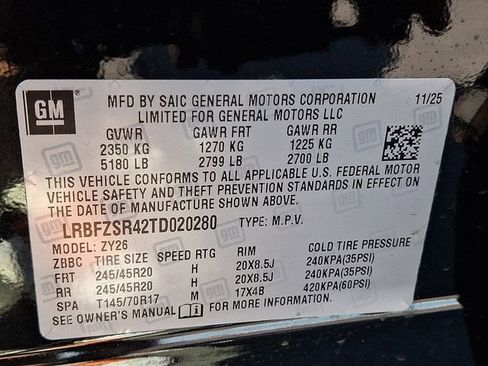 GM
MFD BY SAIC GENERAL MOTORS CORPORATION 11/25
LIMITED FOR GENERAL MOTORS LLC
GVWR GAWR FRT GAWR RR
2350 KG 1270 KG 1225 KG
5180 LB 2799 LB 2700 LB
THIS VEHICLE CONFORMS TO ALL APPLICABLE U.S. FEDERAL MOTOR
VEHICLE SAFETY AND THEFT PREVENTION STANDARDS IN EFFECT ON
THE DATE OF MANUFACTURE SHOWN ABOVE.
LRBFZSR42TD020280 TYPE: M.P.V.
MODEL: ZY26
ZBBC TIRE SIZE SPEED RTG RIM COLD TIRE PRESSURE
FRT 245/45R20 H 20X8.5J 240KPA(35PSI)
RR 245/45R20 H 20X8.5J 240KPA(35PSI)
SPA T145/70R17 M 17X4B 420KPA(60PSI)
SEE OWNER'S MANUAL FOR MORE INFORMATION